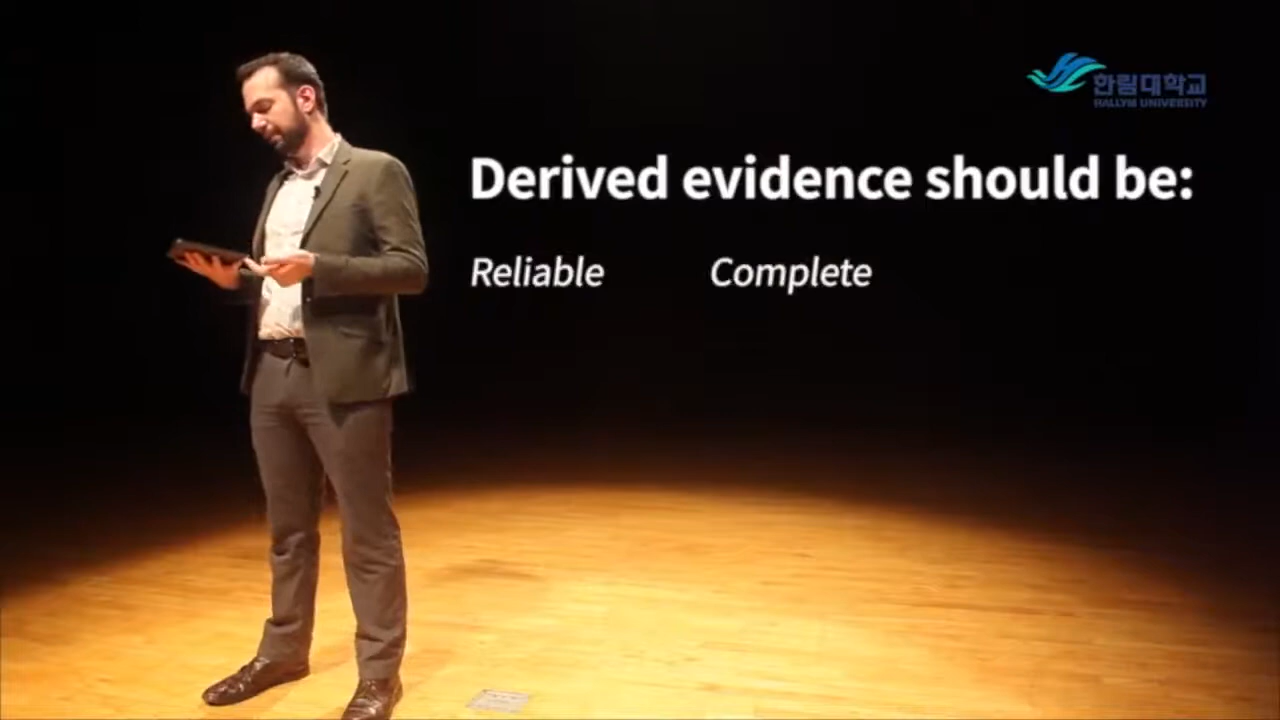 한림대학교
HALLYM UNIVERSITY
Derived evidence should be:
Reliable Complete